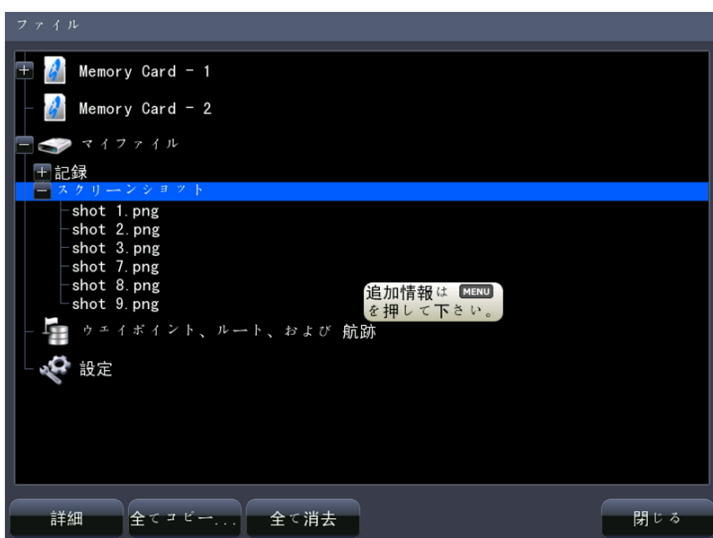 ファイル
Memory Card - 1
Memory Card - 2
マイファイル
記録
スクリーンショット
shot 1.png
shot 2.png
shot 3.png
shot 7.png
shot 8.png
shot 9.png
追加情報は MENU
を押して下さい。
ウエイポイント、ルート、および 航跡
設定
詳細 全てコピー... 全て消去 閉じる